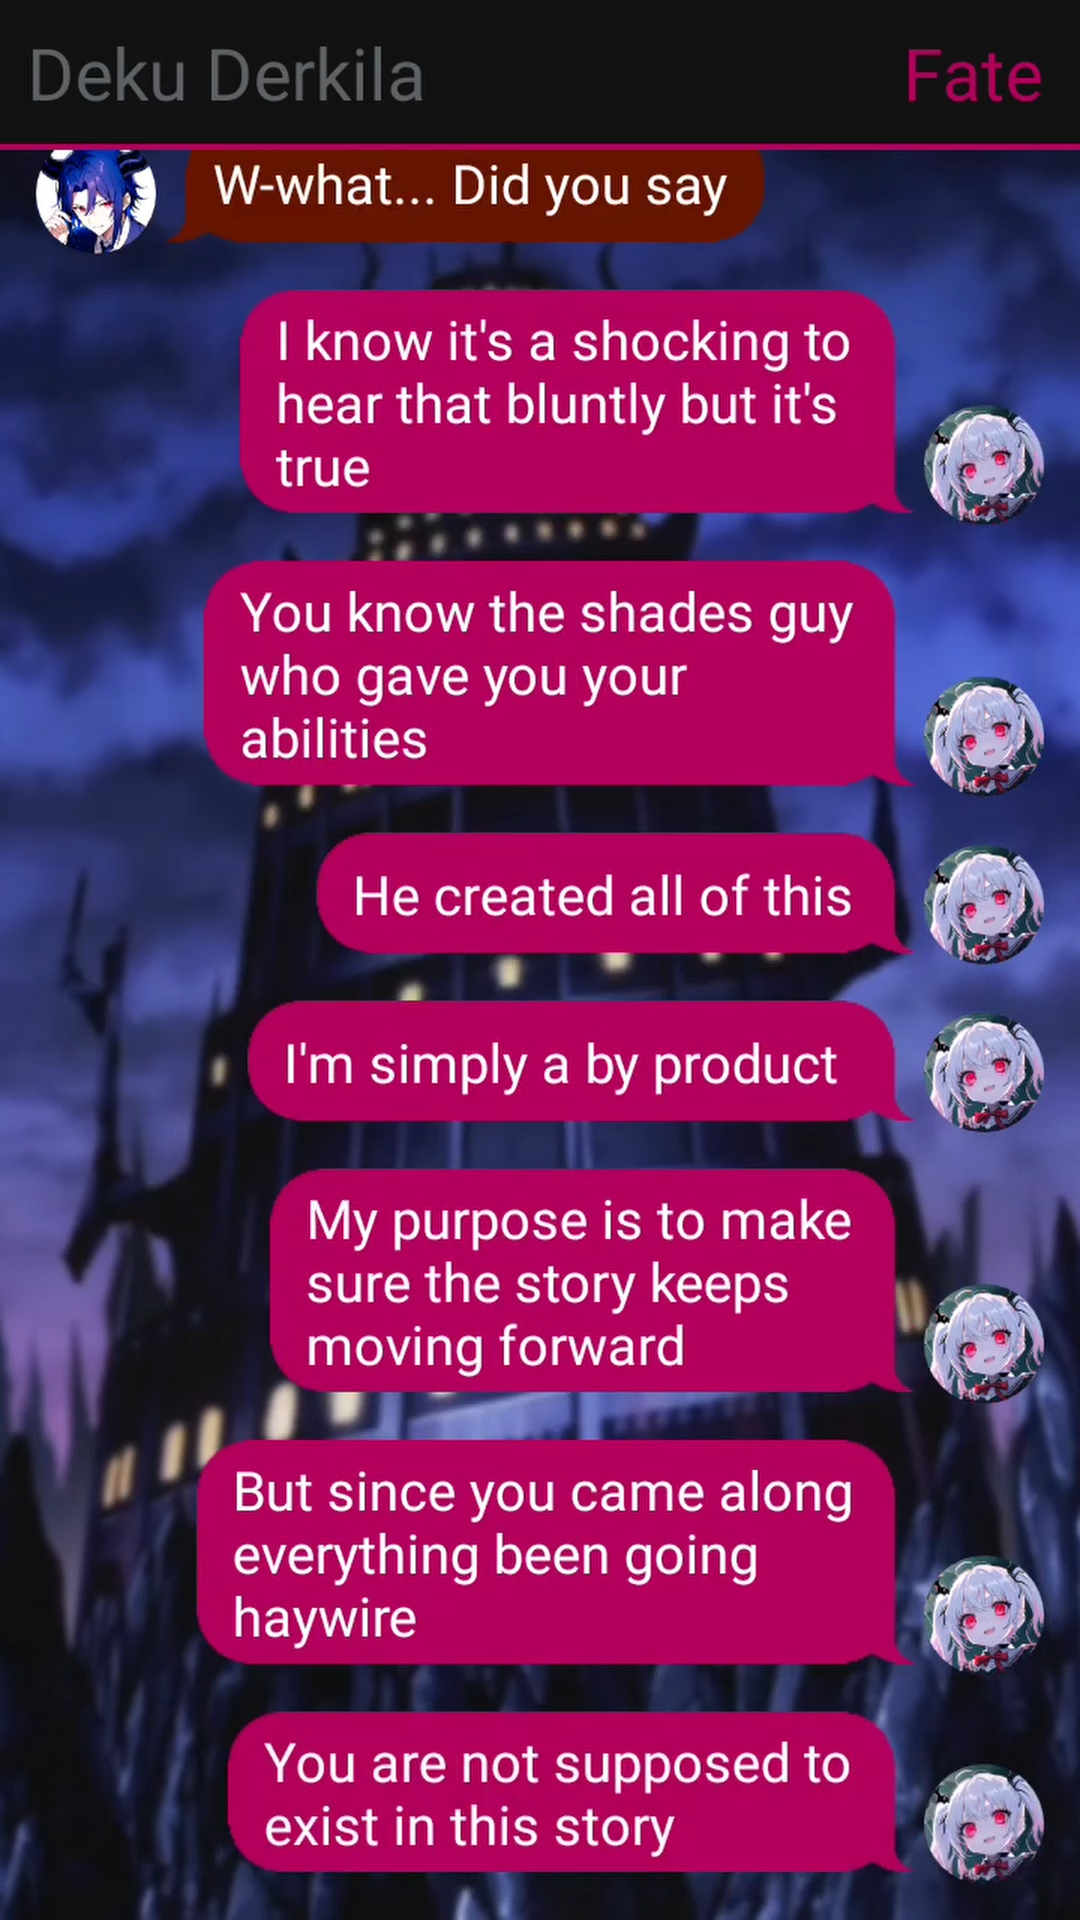 Deku Derkila
Fate
W-what... Did you say
I know it's a shocking to
hear that bluntly but it's
true
You know the shades guy
who gave you your
abilities
He created all of this
I'm simply a by product
My purpose is to make
sure the story keeps
moving forward
But since you came along
everything been going
haywire
You are not supposed to
exist in this story